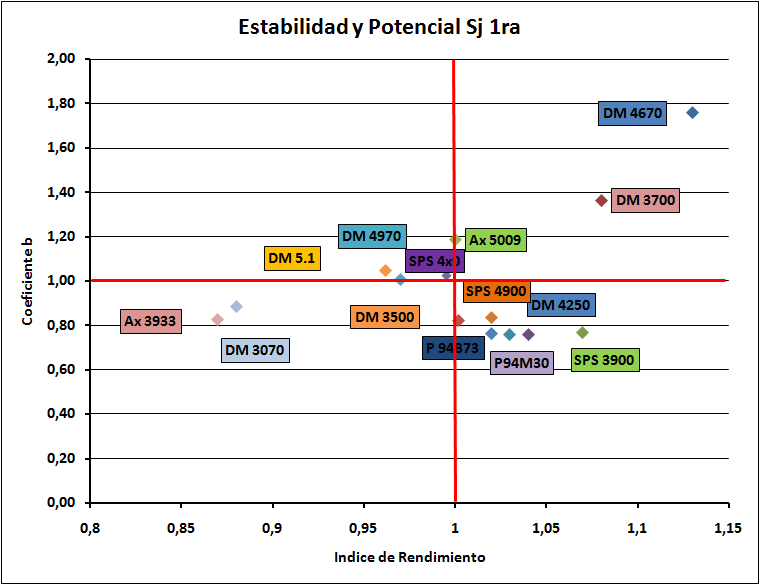 Estabilidad y Potencial Sj 1ra
2,00
1,80
DM 4670
1,60
1,40
DM 3700
1,20
DM 4970
Ax 5009
DM 5.1
SPS 4x0
1,00
SPS 4900
DM 4250
DM 3500
Ax 3933
0,80
P 94B73
DM 3070
P94M30
SPS 3900
0,60
0,40
0,20
0,00
Coeficiente b
0,8
0,85
0,9
0,95
1
1,05
1,1
1,15
Indice de Rendimiento